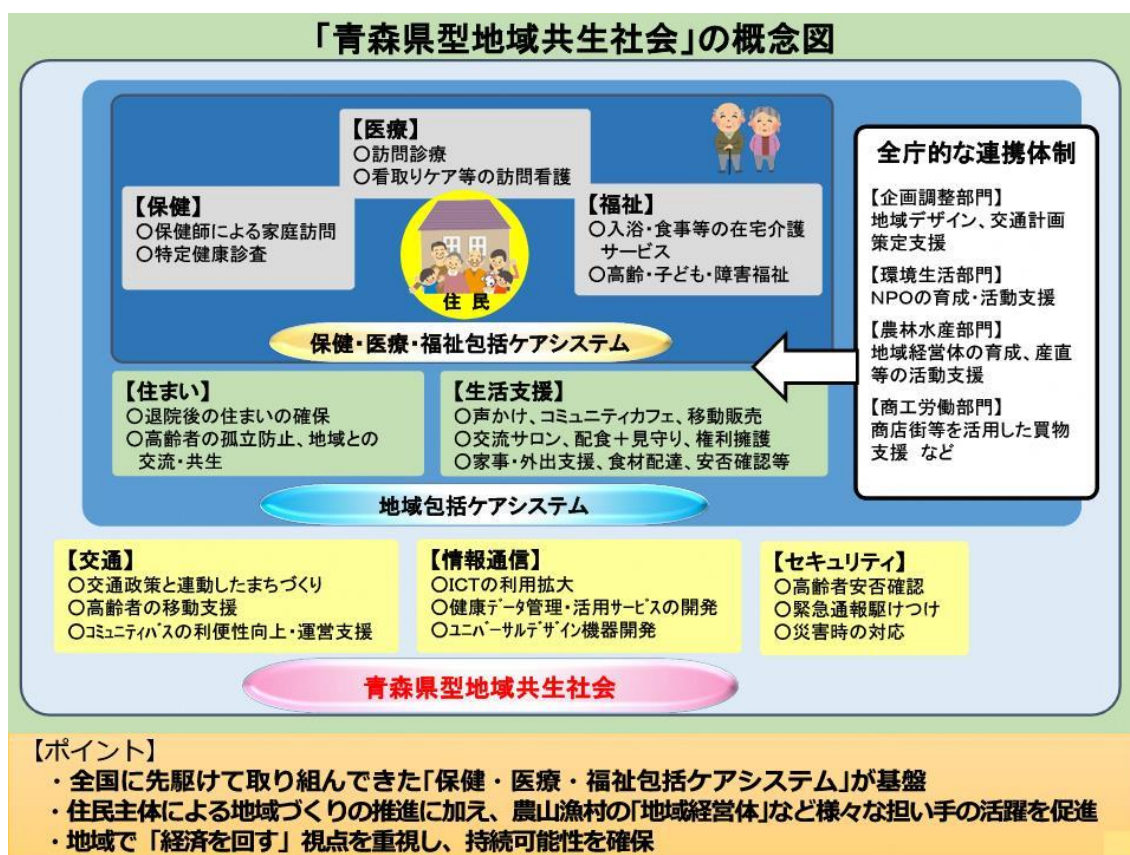 「青森県型地域共生社会」の概念図
【医療】
○訪問診療
○看取りケア等の訪問看護
【保健】
○保健師による家庭訪問
○特定健康診査
【福祉】
○入浴・食事等の在宅介護
サービス
○高齢・子ども・障害福祉
住 民
保健・医療・福祉包括ケアシステム
【住まい】
○退院後の住まいの確保
○高齢者の孤立防止、地域との
交流・共生
【生活支援】
○声かけ、コミュニティカフェ、移動販売
○交流サロン、配食＋見守り、権利擁護
○家事・外出支援、食材配達、安否確認等
地域包括ケアシステム
全庁的な連携体制
【企画調整部門】
地域デザイン、交通計画
策定支援
【環境生活部門】
NPOの育成・活動支援
【農林水産部門】
地域経営体の育成、産直
等の活動支援
【商工労働部門】
商店街等を活用した買物
支援 など
【交通】
○交通政策と連動したまちづくり
○高齢者の移動支援
○ｺﾐｭﾆﾃｨﾊﾞｽの利便性向上・運営支援
【情報通信】
○ICTの利用拡大
○健康ﾃﾞｰﾀ管理・活用サービスの開発
○ﾕﾆﾊﾞｰｻﾙﾃﾞｻﾞｲﾝ機器開発
【セキュリティ】
○高齢者安否確認
○緊急通報駆けつけ
○災害時の対応
青森県型地域共生社会
【ポイント】
・全国に先駆けて取り組んできた「保健・医療・福祉包括ケアシステム」が基盤
・住民主体による地域づくりの推進に加え、農山漁村の「地域経営体」など様々な担い手の活躍を促進
・地域で「経済を回す」視点を重視し、持続可能性を確保